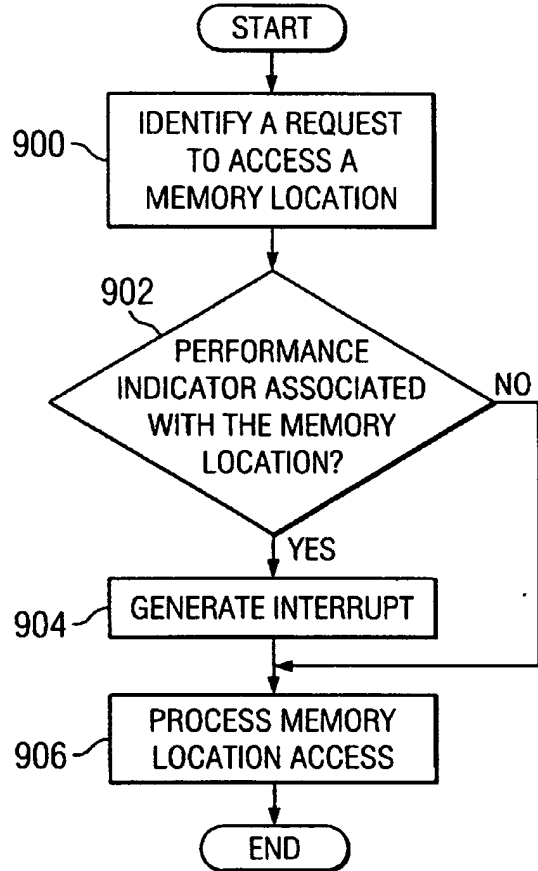 START
900
IDENTIFY A REQUEST
TO ACCESS A
MEMORY LOCATION
902
PERFORMANCE
INDICATOR ASSOCIATED
WITH THE MEMORY
LOCATION?
NO
YES
904
GENERATE INTERRUPT
906
PROCESS MEMORY
LOCATION ACCESS
END